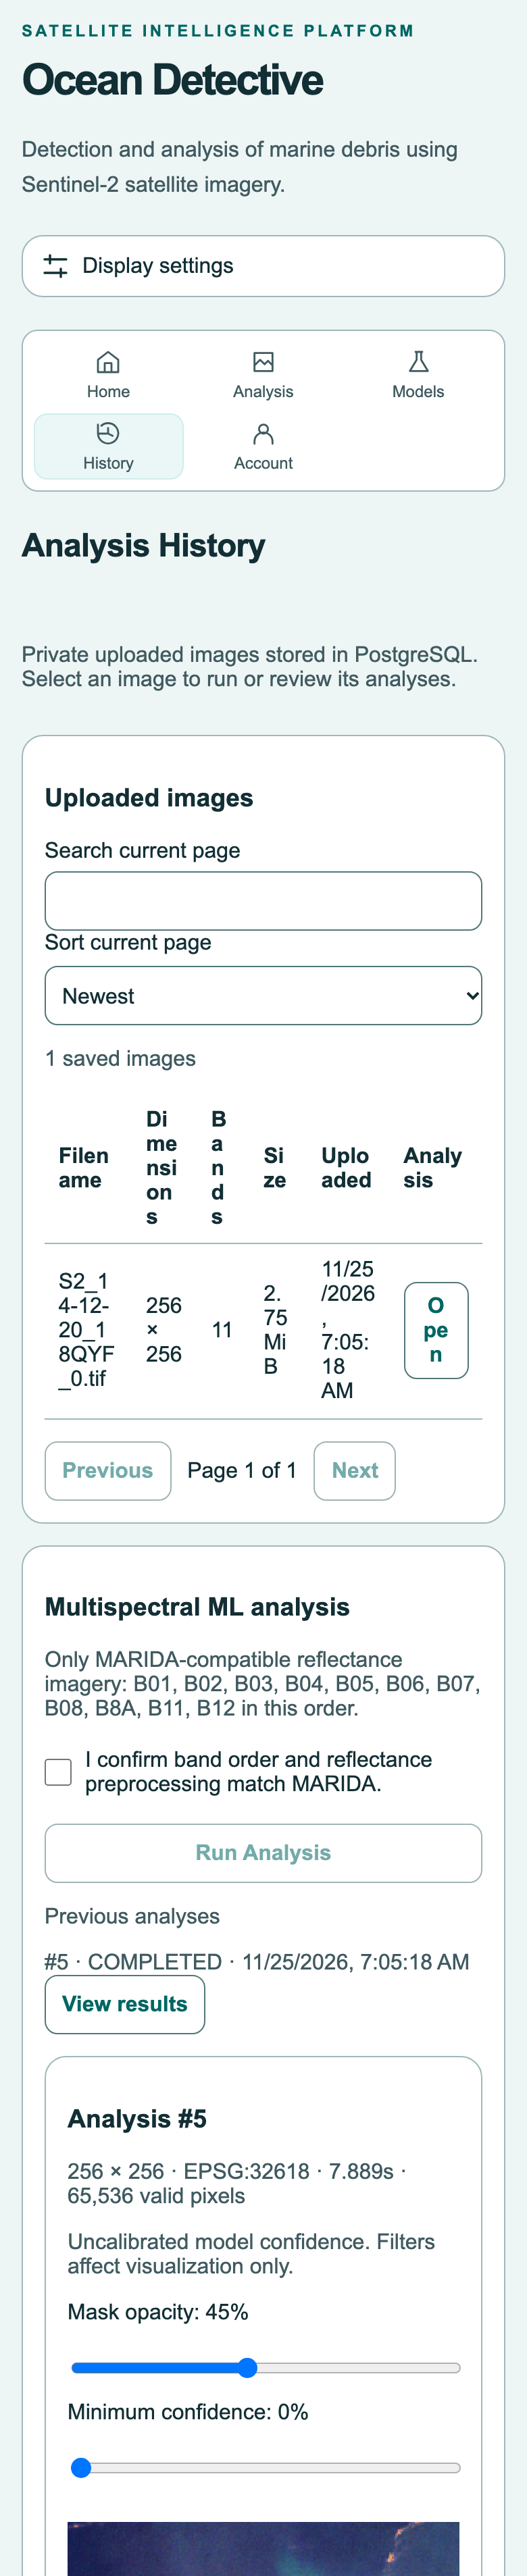 SATELLITE INTELLIGENCE PLATFORM
Ocean Detective
Detection and analysis of marine debris using
Sentinel-2 satellite imagery.
Display settings
Home
Analysis
Models
History
Account
Analysis History
Private uploaded images stored in PostgreSQL.
Select an image to run or review its analyses.
Uploaded images
Search current page
Sort current page
Newest
1 saved images
Filen
ame
Di
me
nsi
on
s
B
a
n
d
s
Si
ze
Uplo
aded
Analy
sis
S2_1
4-12-
20_1
8QYF
_0.tif
256
×
256
11
2.
75
Mi
B
11/25
/2026
,
7:05:
18
AM
O
pe
n
Previous
Page 1 of 1
Next
Multispectral ML analysis
Only MARIDA-compatible reflectance
imagery: B01, B02, B03, B04, B05, B06, B07,
B08, B8A, B11, B12 in this order.
I confirm band order and reflectance
preprocessing match MARIDA.
Run Analysis
Previous analyses
#5 · COMPLETED · 11/25/2026, 7:05:18 AM
View results
Analysis #5
256 × 256 · EPSG:32618 · 7.889s ·
65,536 valid pixels
Uncalibrated model confidence. Filters
affect visualization only.
Mask opacity: 45%
Minimum confidence: 0%